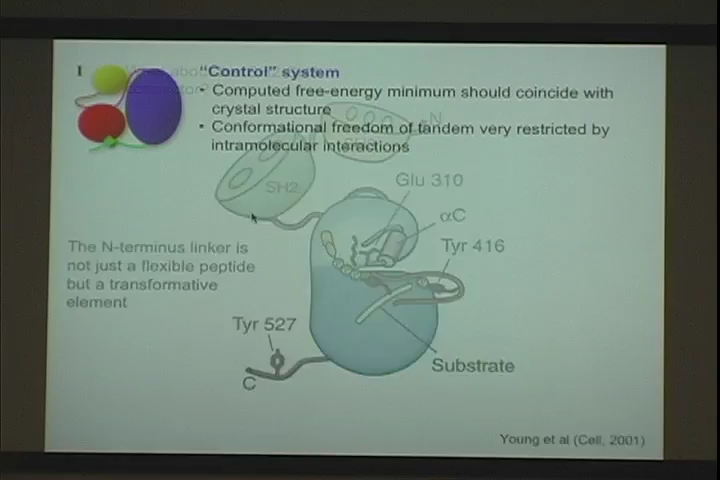 I
"Control" system
• Computed free-energy minimum should coincide with
crystal structure
• Conformational freedom of tandem very restricted by
intramolecular interactions
N
SH2
Glu 310
αC
Tyr 416
The N-terminus linker is
not just a flexible peptide
but a transformative
element
Tyr 527
Substrate
C
Young et al (Cell, 2001)